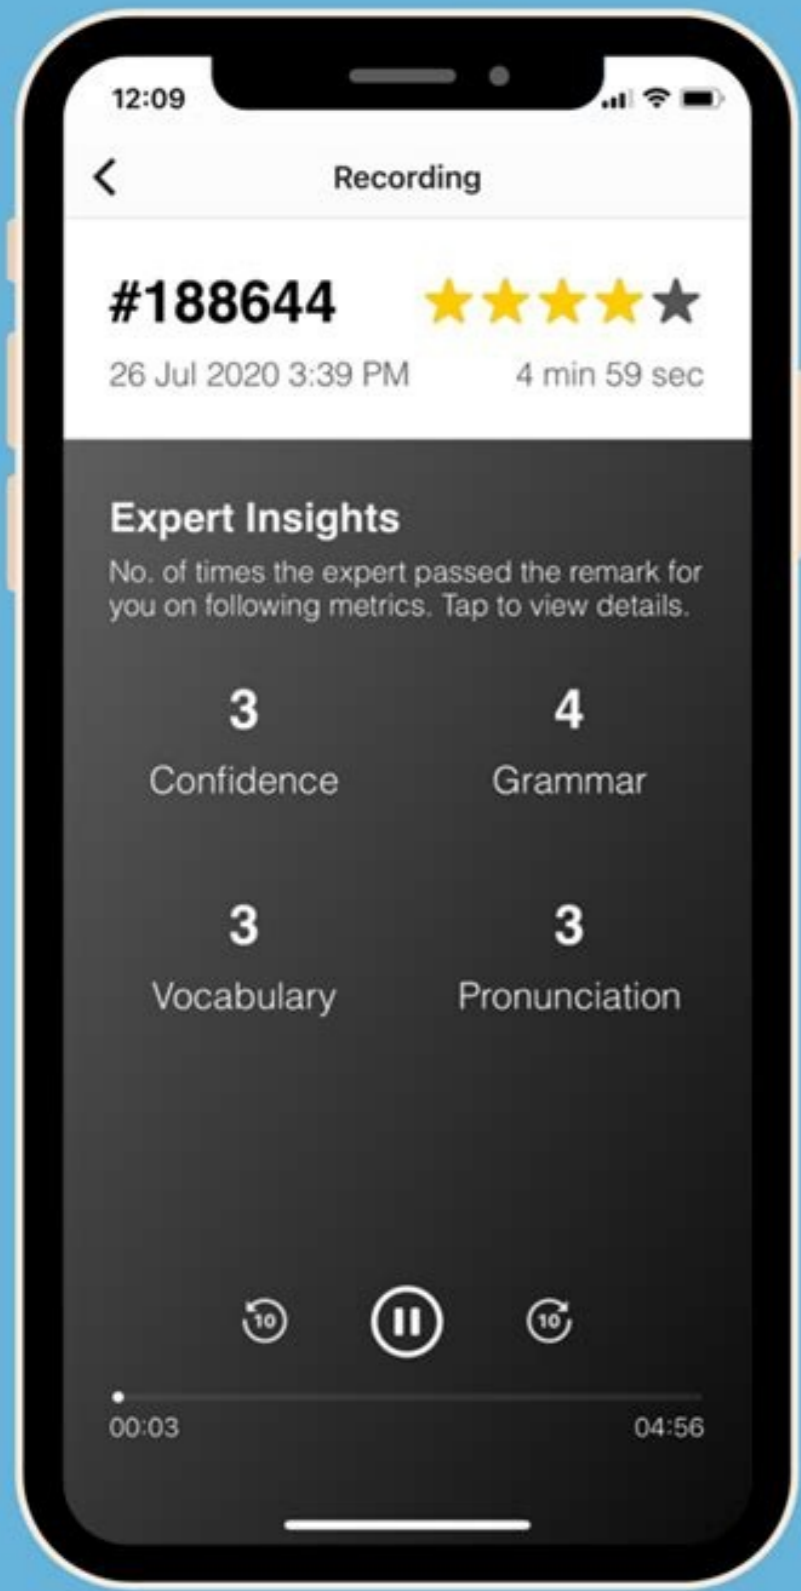 12:09
Recording
#188644
26 Jul 2020 3:39 PM 4 min 59 sec
Expert Insights
No. of times the expert passed the remark for
you on following metrics. Tap to view details.
3 4
Confidence Grammar
3 3
Vocabulary Pronunciation
10 10
00:03 04:56